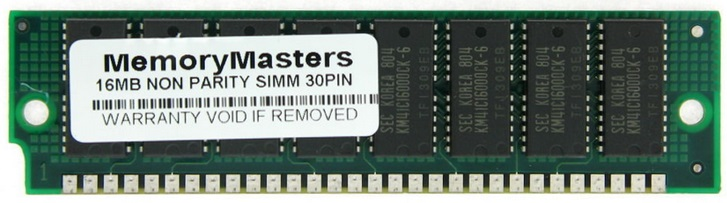 MemoryMasters
16MB NON PARITY SIMM 30PIN
WARRANTY VOID IF REMOVED
SEC KOREA 804
KM41C16000CK-6
SEC KOREA 804
KM41C16000CK-6
SEC KOREA 804
KM41C16000CK-6
SEC KOREA 804
KM41C16000CK-6
1